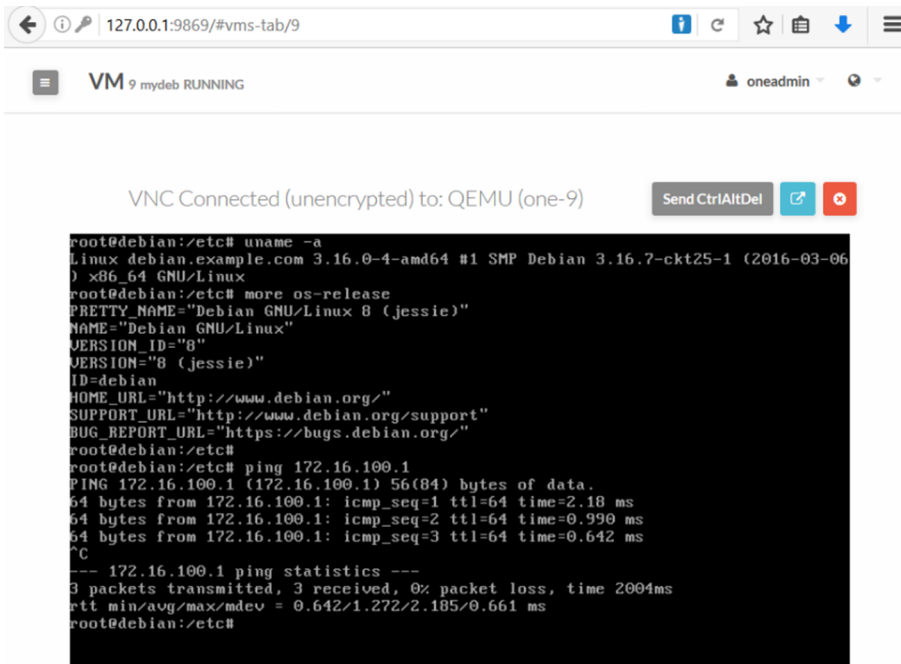 127.0.0.1:9869/#vms-tab/9
VM 9 mydeb RUNNING
oneadmin
VNC Connected (unencrypted) to: QEMU (one-9)
Send CtrlAltDel
root@debian:/etc# uname -a
Linux debian.example.com 3.16.0-4-amd64 #1 SMP Debian 3.16.7-ckt25-1 (2016-03-06
) x86_64 GNU/Linux
root@debian:/etc# more os-release
PRETTY_NAME="Debian GNU/Linux 8 (jessie)"
NAME="Debian GNU/Linux"
VERSION_ID="8"
VERSION="8 (jessie)"
ID=debian
HOME_URL="http://www.debian.org/"
SUPPORT_URL="http://www.debian.org/support"
BUG_REPORT_URL="https://bugs.debian.org/"
root@debian:/etc#
root@debian:/etc# ping 172.16.100.1
PING 172.16.100.1 (172.16.100.1) 56(84) bytes of data.
64 bytes from 172.16.100.1: icmp_seq=1 ttl=64 time=2.18 ms
64 bytes from 172.16.100.1: icmp_seq=2 ttl=64 time=0.990 ms
64 bytes from 172.16.100.1: icmp_seq=3 ttl=64 time=0.642 ms
^C
--- 172.16.100.1 ping statistics ---
3 packets transmitted, 3 received, 0% packet loss, time 2004ms
rtt min/avg/max/mdev = 0.642/1.272/2.185/0.661 ms
root@debian:/etc#